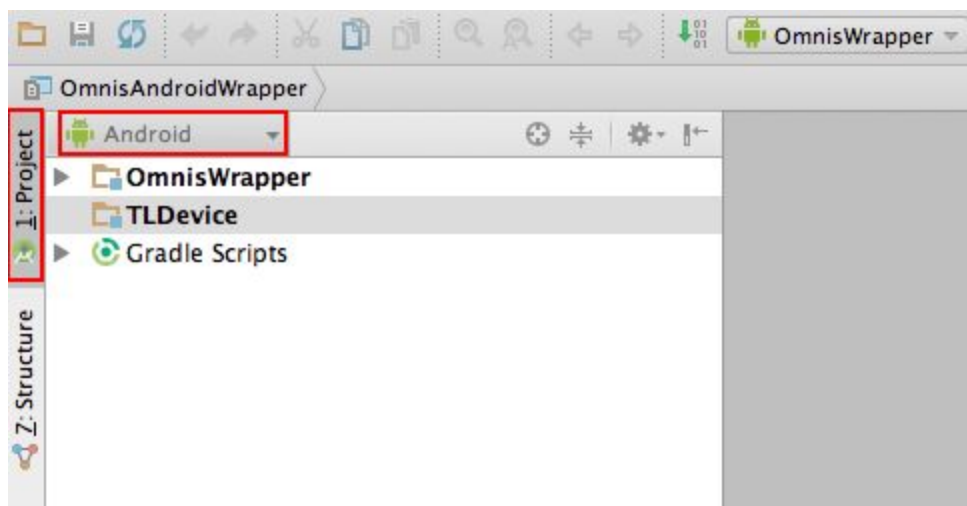 OmnisWrapper
OmnisAndroidWrapper
1: Project
Android
OmnisWrapper
TLDevice
Gradle Scripts
7: Structure